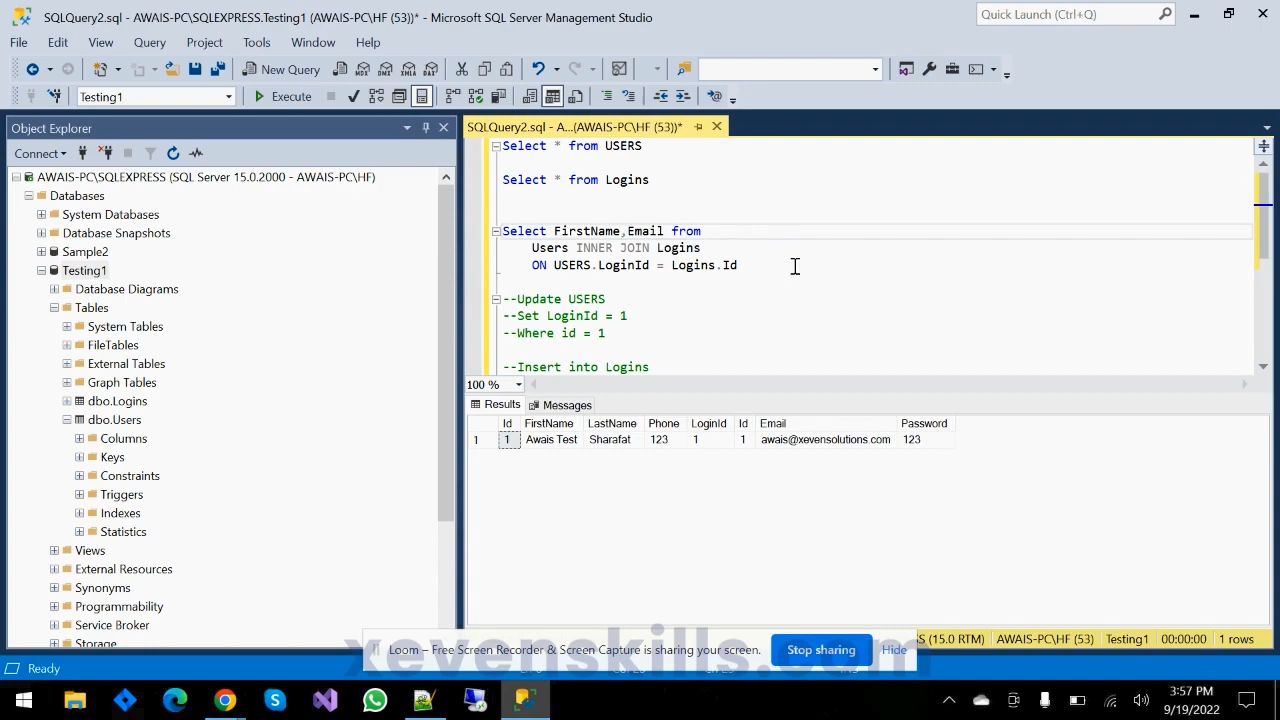 SQLQuery2.sql - AWAIS-PC\SQLEXPRESS.Testing1 (AWAIS-PC\HF (53))* - Microsoft SQL Server Management Studio
Quick Launch (Ctrl+Q)
File Edit View Query Project Tools Window Help
New Query
MDX DMX XMLA DAX
Testing1
Execute
Object Explorer
SQLQuery2.sql - A...(AWAIS-PC\HF (53))*
Connect
AWAIS-PC\SQLEXPRESS (SQL Server 15.0.2000 - AWAIS-PC\HF)
Databases
System Databases
Database Snapshots
Sample2
Testing1
Database Diagrams
Tables
System Tables
FileTables
External Tables
Graph Tables
dbo.Logins
dbo.Users
Columns
Keys
Constraints
Triggers
Indexes
Statistics
Views
External Resources
Synonyms
Programmability
Service Broker
Storage
Select * from USERS
Select * from Logins
Select FirstName,Email from
Users INNER JOIN Logins
ON USERS.LoginId = Logins.Id
--Update USERS
--Set LoginId = 1
--Where id = 1
--Insert into Logins
100 %
Results Messages
Id FirstName LastName Phone LoginId Id Email Password
1 1 Awais Test Sharafat 123 1 1 awais@xevensolutions.com 123
S (15.0 RTM) AWAIS-PC\HF (53) Testing1 00:00:00 1 rows
xevenskills.com
Loom – Free Screen Recorder & Screen Capture is sharing your screen. Stop sharing Hide
Ready
3:57 PM
9/19/2022